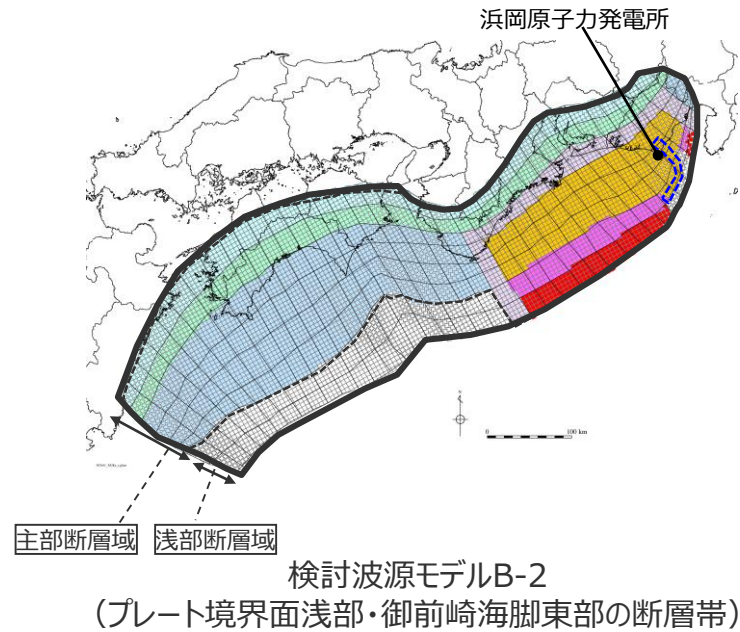 浜岡原子力発電所
0
100 km
主部断層域
浅部断層域
検討波源モデルB-2
（プレート境界面浅部・御前崎海脚東部の断層帯）